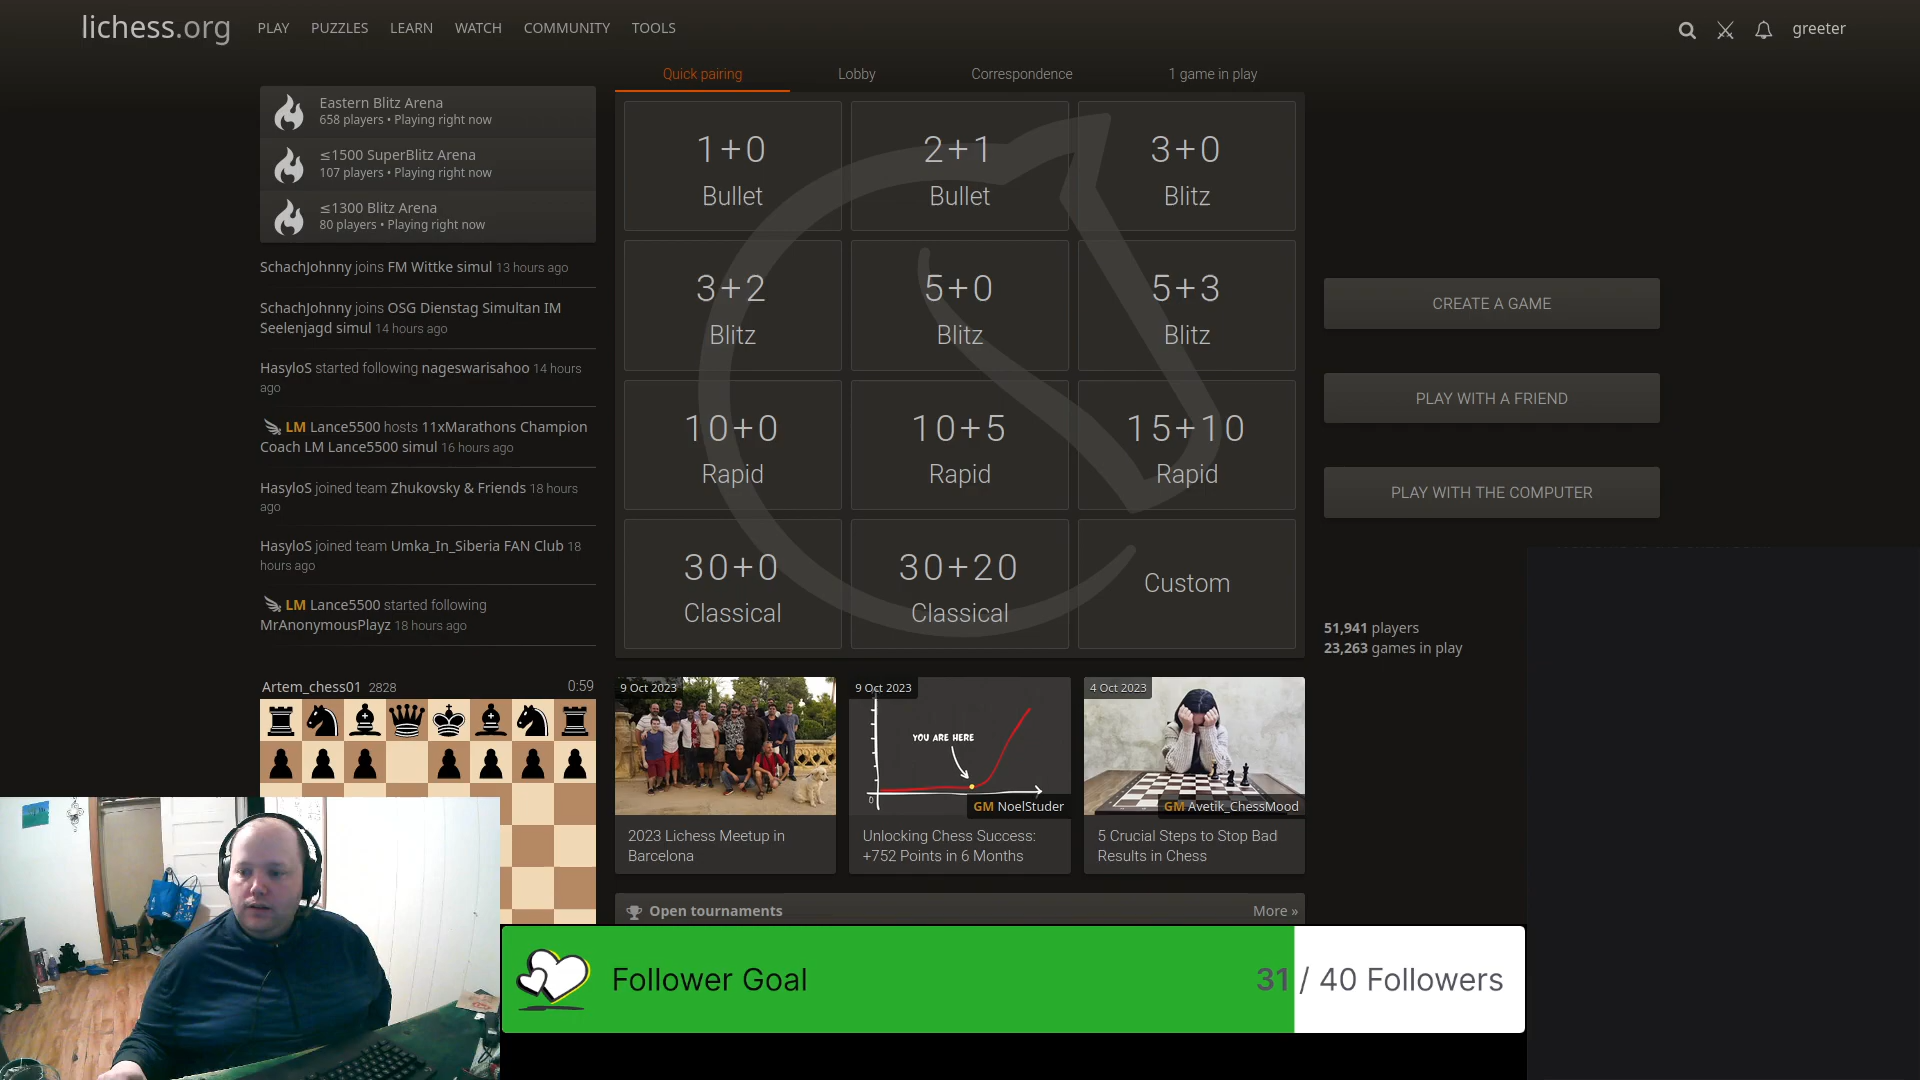 lichess.org
PLAY
PUZZLES
LEARN
WATCH
COMMUNITY
TOOLS
greeter
Quick pairing
Lobby
Correspondence
1 game in play
Eastern Blitz Arena
658 players • Playing right now
≤1500 SuperBlitz Arena
107 players • Playing right now
≤1300 Blitz Arena
80 players • Playing right now
SchachJohnny joins FM Wittke simul 13 hours ago
SchachJohnny joins OSG Dienstag Simultan IM
Seelenjagd simul 14 hours ago
HasyloS started following nageswarisahoo 14 hours
ago
LM Lance5500 hosts 11xMarathons Champion
Coach LM Lance5500 simul 16 hours ago
HasyloS joined team Zhukovsky & Friends 18 hours
ago
HasyloS joined team Umka_In_Siberia FAN Club 18
hours ago
LM Lance5500 started following
MrAnonymousPlayz 18 hours ago
Artem_chess01 2828
0:59
1+0
Bullet
2+1
Bullet
3+0
Blitz
3+2
Blitz
5+0
Blitz
5+3
Blitz
10+0
Rapid
10+5
Rapid
15+10
Rapid
30+0
Classical
30+20
Classical
Custom
CREATE A GAME
PLAY WITH A FRIEND
PLAY WITH THE COMPUTER
51,941 players
23,263 games in play
9 Oct 2023
2023 Lichess Meetup in
Barcelona
9 Oct 2023
YOU ARE HERE
0
GM NoelStuder
Unlocking Chess Success:
+752 Points in 6 Months
4 Oct 2023
GM Avetik_ChessMood
5 Crucial Steps to Stop Bad
Results in Chess
Open tournaments
More »
Follower Goal
31 / 40 Followers